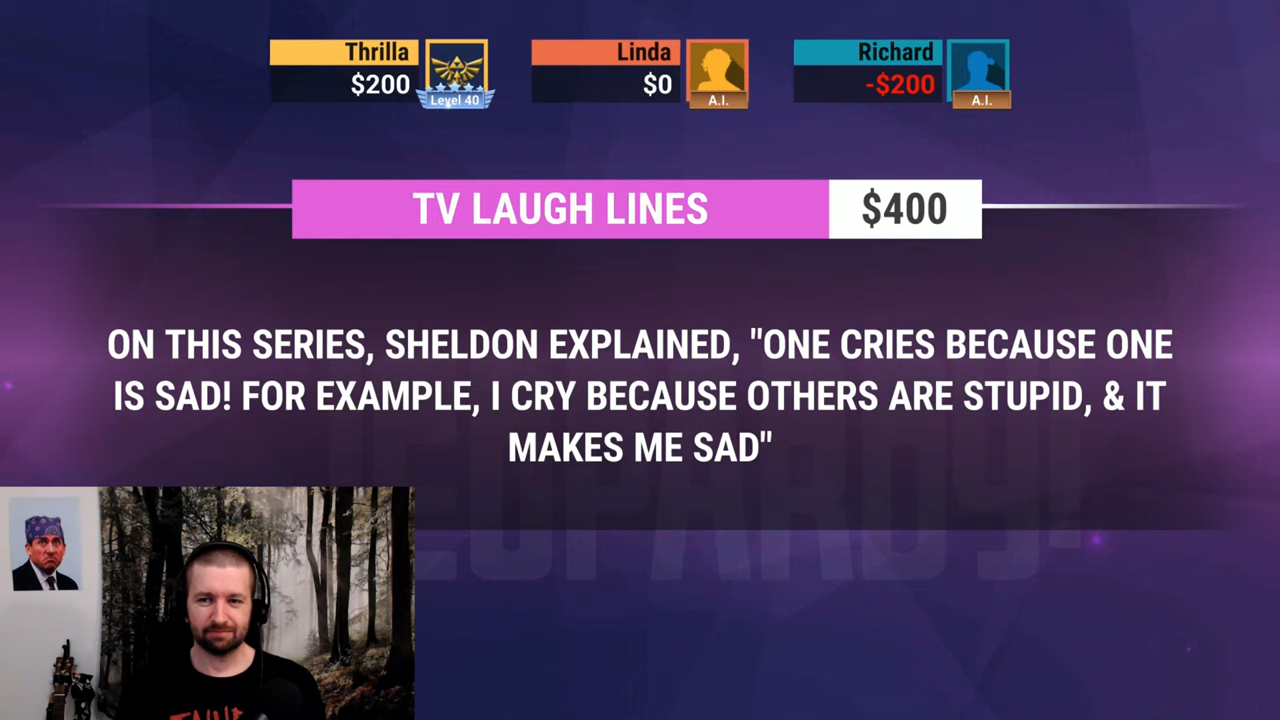 Thrilla
$200
Level 40
Linda
$0
A.I.
Richard
-$200
A.I.
TV LAUGH LINES
$400
ON THIS SERIES, SHELDON EXPLAINED, "ONE CRIES BECAUSE ONE
IS SAD! FOR EXAMPLE, I CRY BECAUSE OTHERS ARE STUPID, & IT
MAKES ME SAD"
JEOPARDY!